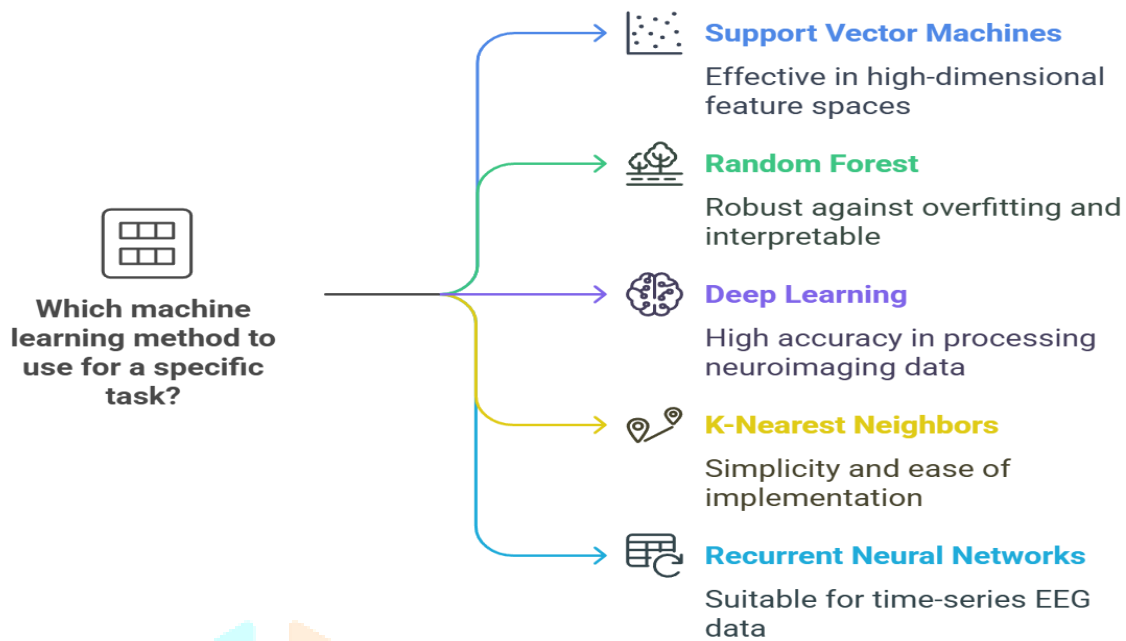 Which machine
learning method to
use for a specific
task?
Support Vector Machines
Effective in high-dimensional
feature spaces
Random Forest
Robust against overfitting and
interpretable
Deep Learning
High accuracy in processing
neuroimaging data
K-Nearest Neighbors
Simplicity and ease of
implementation
Recurrent Neural Networks
Suitable for time-series EEG
data